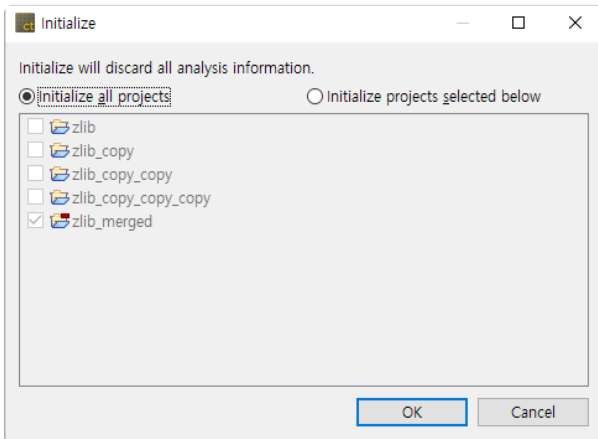 ct Initialize
Initialize will discard all analysis information.
Initialize all projects
Initialize projects selected below
zlib
zlib_copy
zlib_copy_copy
zlib_copy_copy_copy
zlib_merged
OK
Cancel